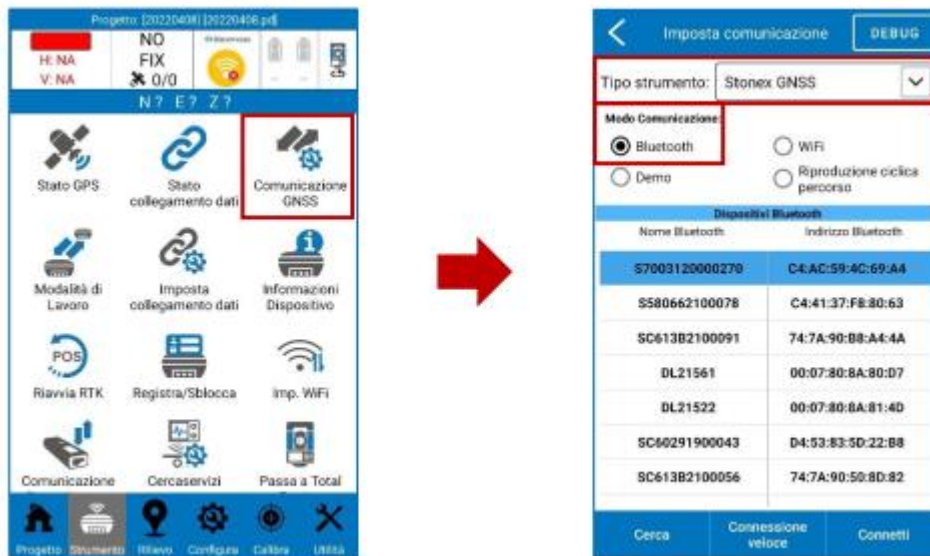 Progetto: [20220408] [20220406.pd]
H: NA
V: NA
NO
FIX
0/0
N? E? Z?
Stato GPS
Stato
collegamento dati
Comunicazione
GNSS
Modalità di
Lavoro
Imposta
collegamento dati
Informazioni
Dispositivo
POS
Riavvia RTK
Registra/Sblocca
Imp. WiFi
Comunicazione
Cercaservizi
Passa a Total
Progetto
Strumento
Rilievo
Configura
Calibra
Utilità
Imposta comunicazione
DEBUG
Tipo strumento:
Stonex GNSS
Modo Comunicazione:
Bluetooth
WiFi
Demo
Riproduzione ciclica
percorso
Dispositivi Bluetooth
Nome Bluetooth
Indirizzo Bluetooth
S7003120000270 C4:AC:59:4C:69:A4
S580662100078 C4:41:37:F8:80:63
SC613B2100091 74:7A:90:B8:A4:4A
DL21561 00:07:80:8A:80:D7
DL21522 00:07:80:8A:81:4D
SC60291900043 D4:53:83:5D:22:B8
SC613B2100056 74:7A:90:50:8D:82
Cerca
Connessione
veloce
Connetti